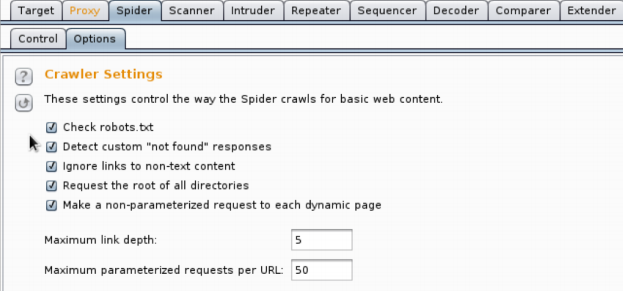 Target Proxy Spider Scanner Intruder Repeater Sequencer Decoder Comparer Extender
Control Options
? Crawler Settings
These settings control the way the Spider crawls for basic web content.
Check robots.txt
Detect custom "not found" responses
Ignore links to non-text content
Request the root of all directories
Make a non-parameterized request to each dynamic page
Maximum link depth: 5
Maximum parameterized requests per URL: 50